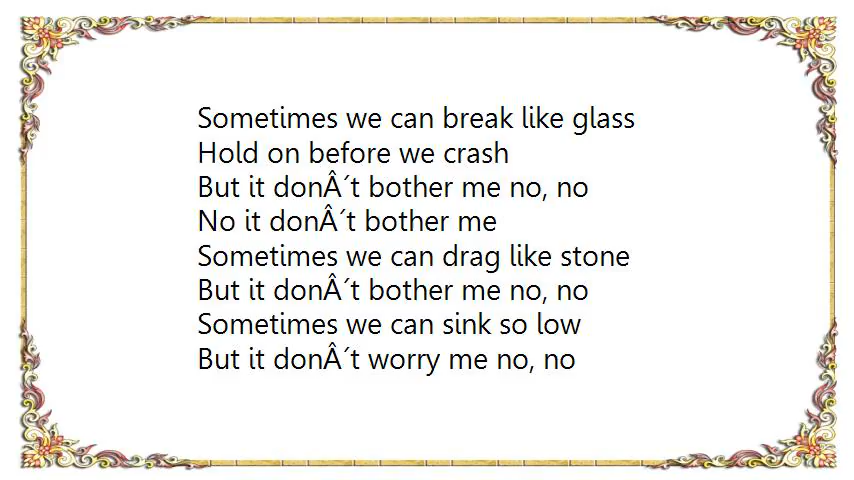 Sometimes we can break like glass
Hold on before we crash
But it donÂ´t bother me no, no
No it donÂ´t bother me
Sometimes we can drag like stone
But it donÂ´t bother me no, no
Sometimes we can sink so low
But it donÂ´t worry me no, no